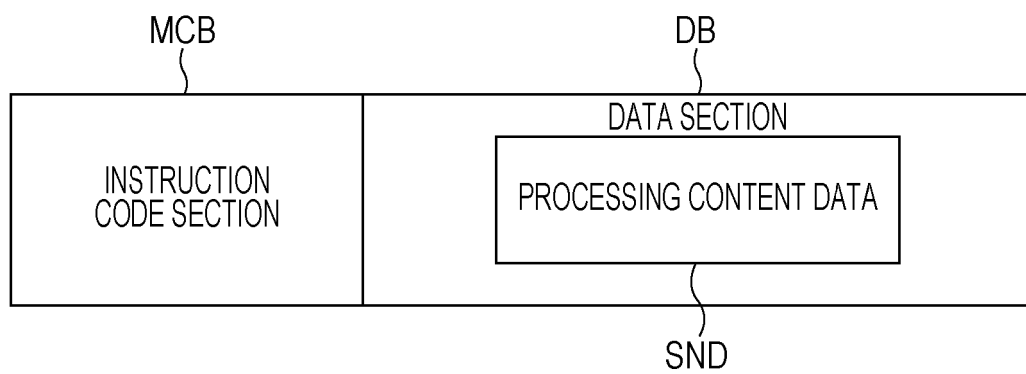 MCB
DB
INSTRUCTION
CODE SECTION
DATA SECTION
PROCESSING CONTENT DATA
SND